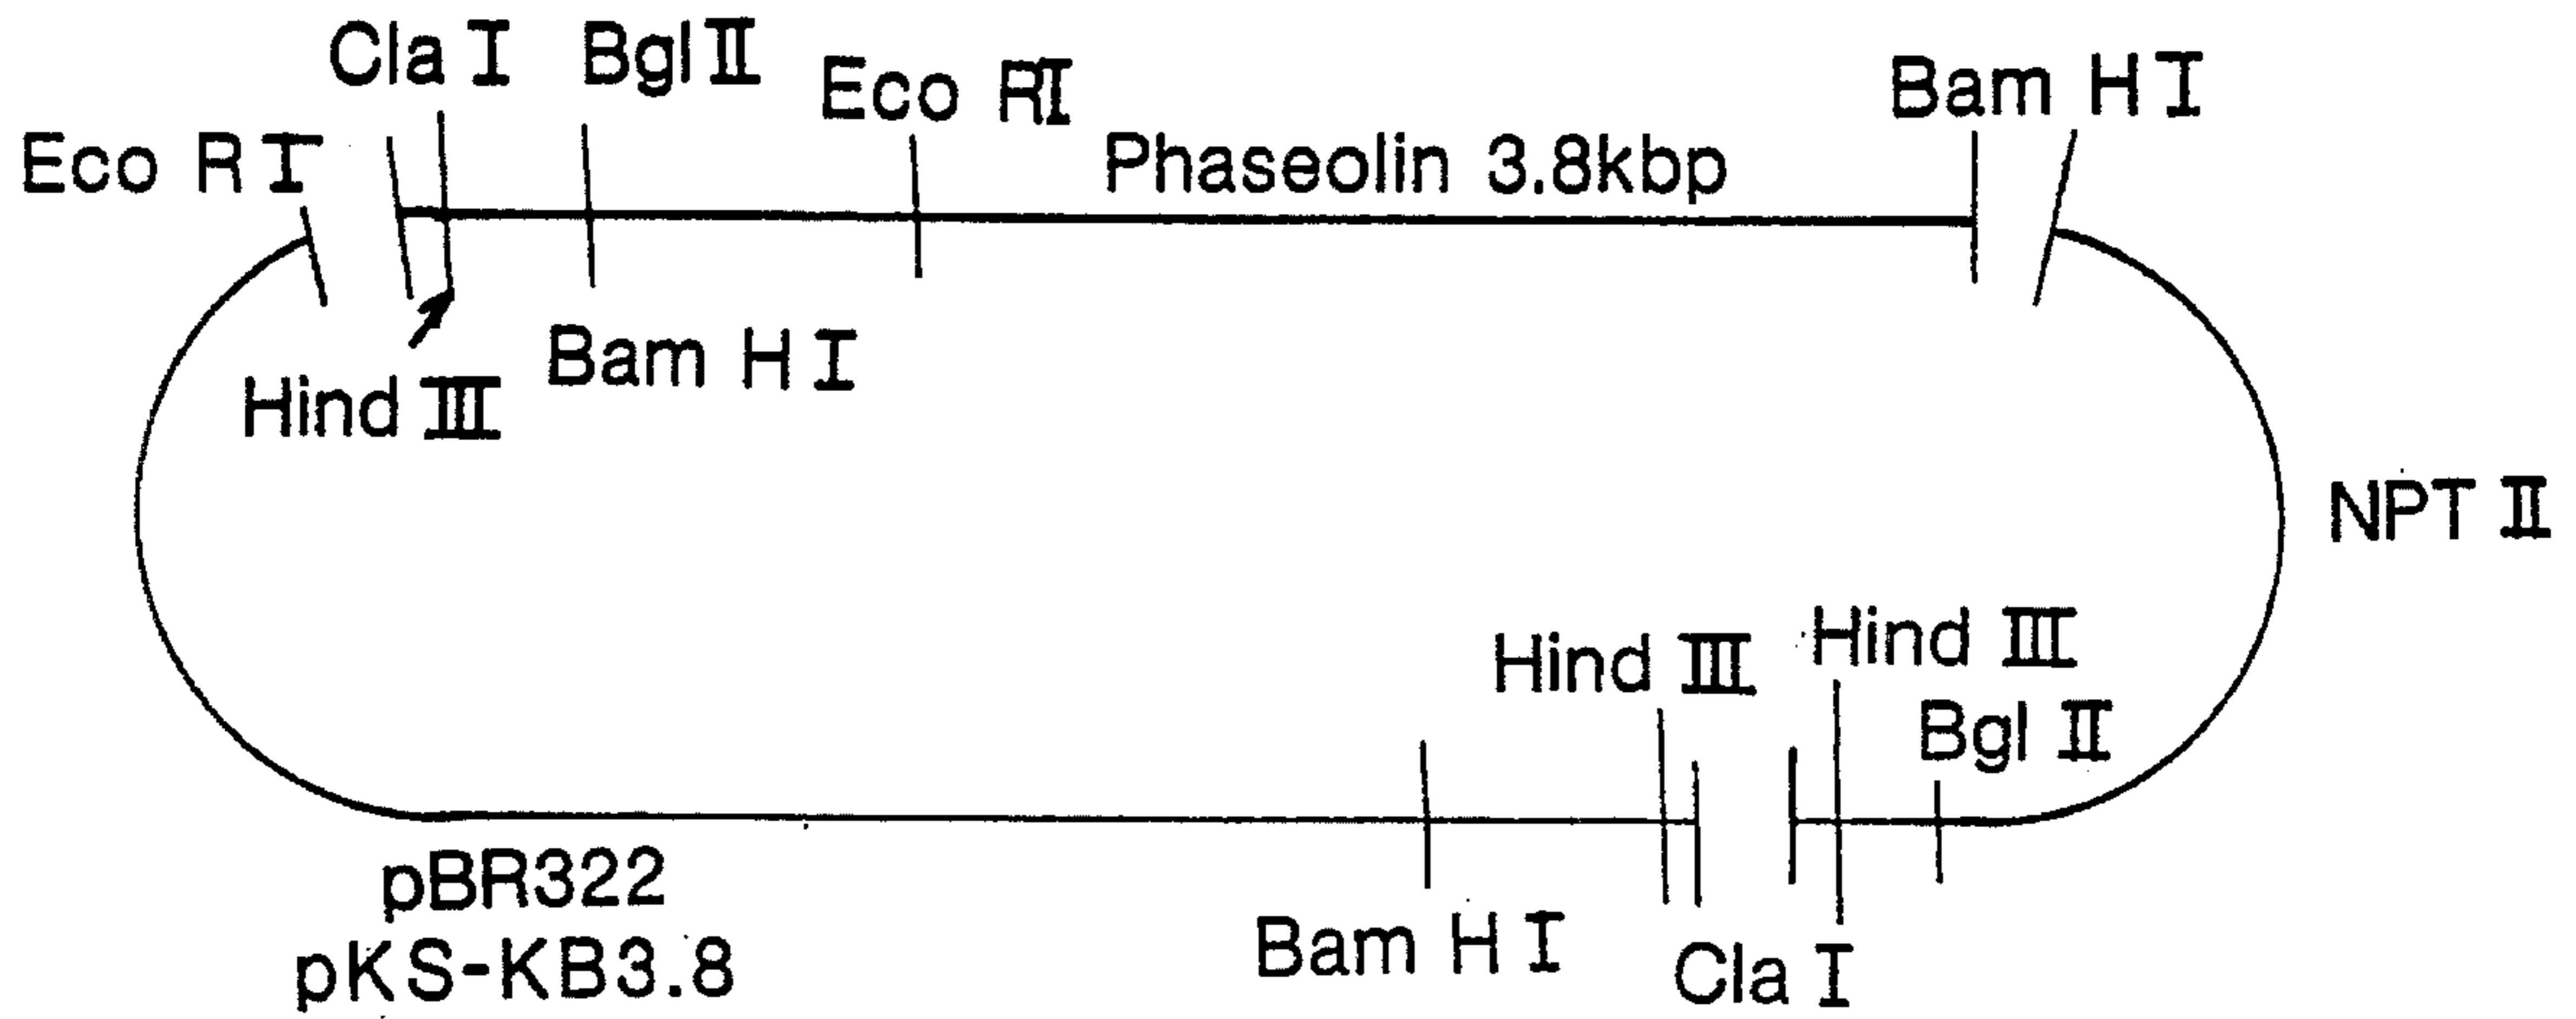 Cla I
Bgl II
Eco RI
Bam H I
Eco R I
Phaseolin 3.8kbp
Bam H I
Hind III
NPT II
Hind III
Hind III
Bgl II
pBR322
pKS-KB3.8
Bam H I
Cla I